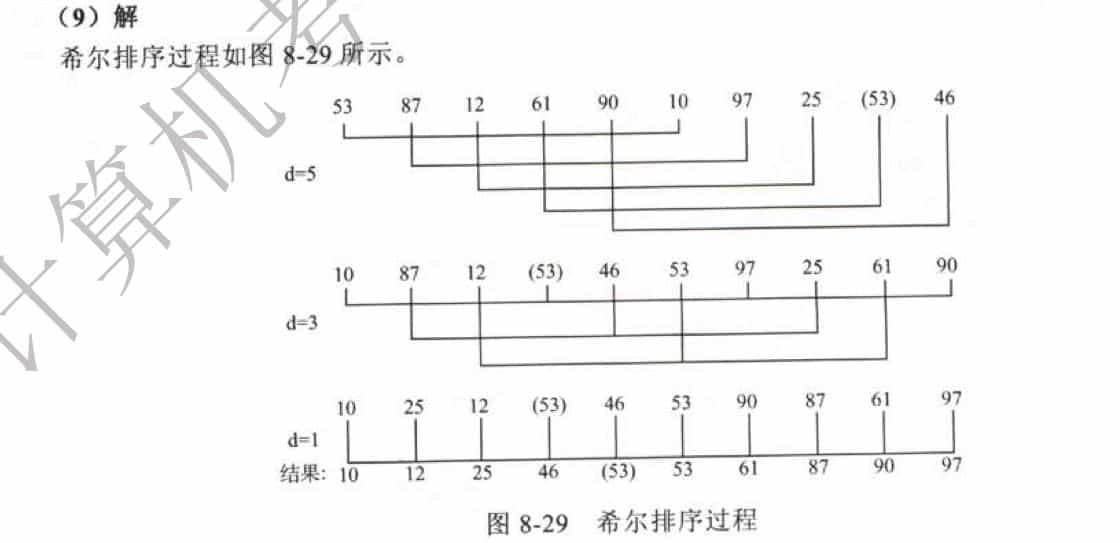 （9）解
希尔排序过程如图 8-29 所示。
53 87 12 61 90 10 97 25 (53) 46
d=5
10 87 12 (53) 46 53 97 25 61 90
d=3
10 25 12 (53) 46 53 90 87 61 97
d=1
结果: 10 12 25 46 (53) 53 61 87 90 97
图 8-29 希尔排序过程
计算机考